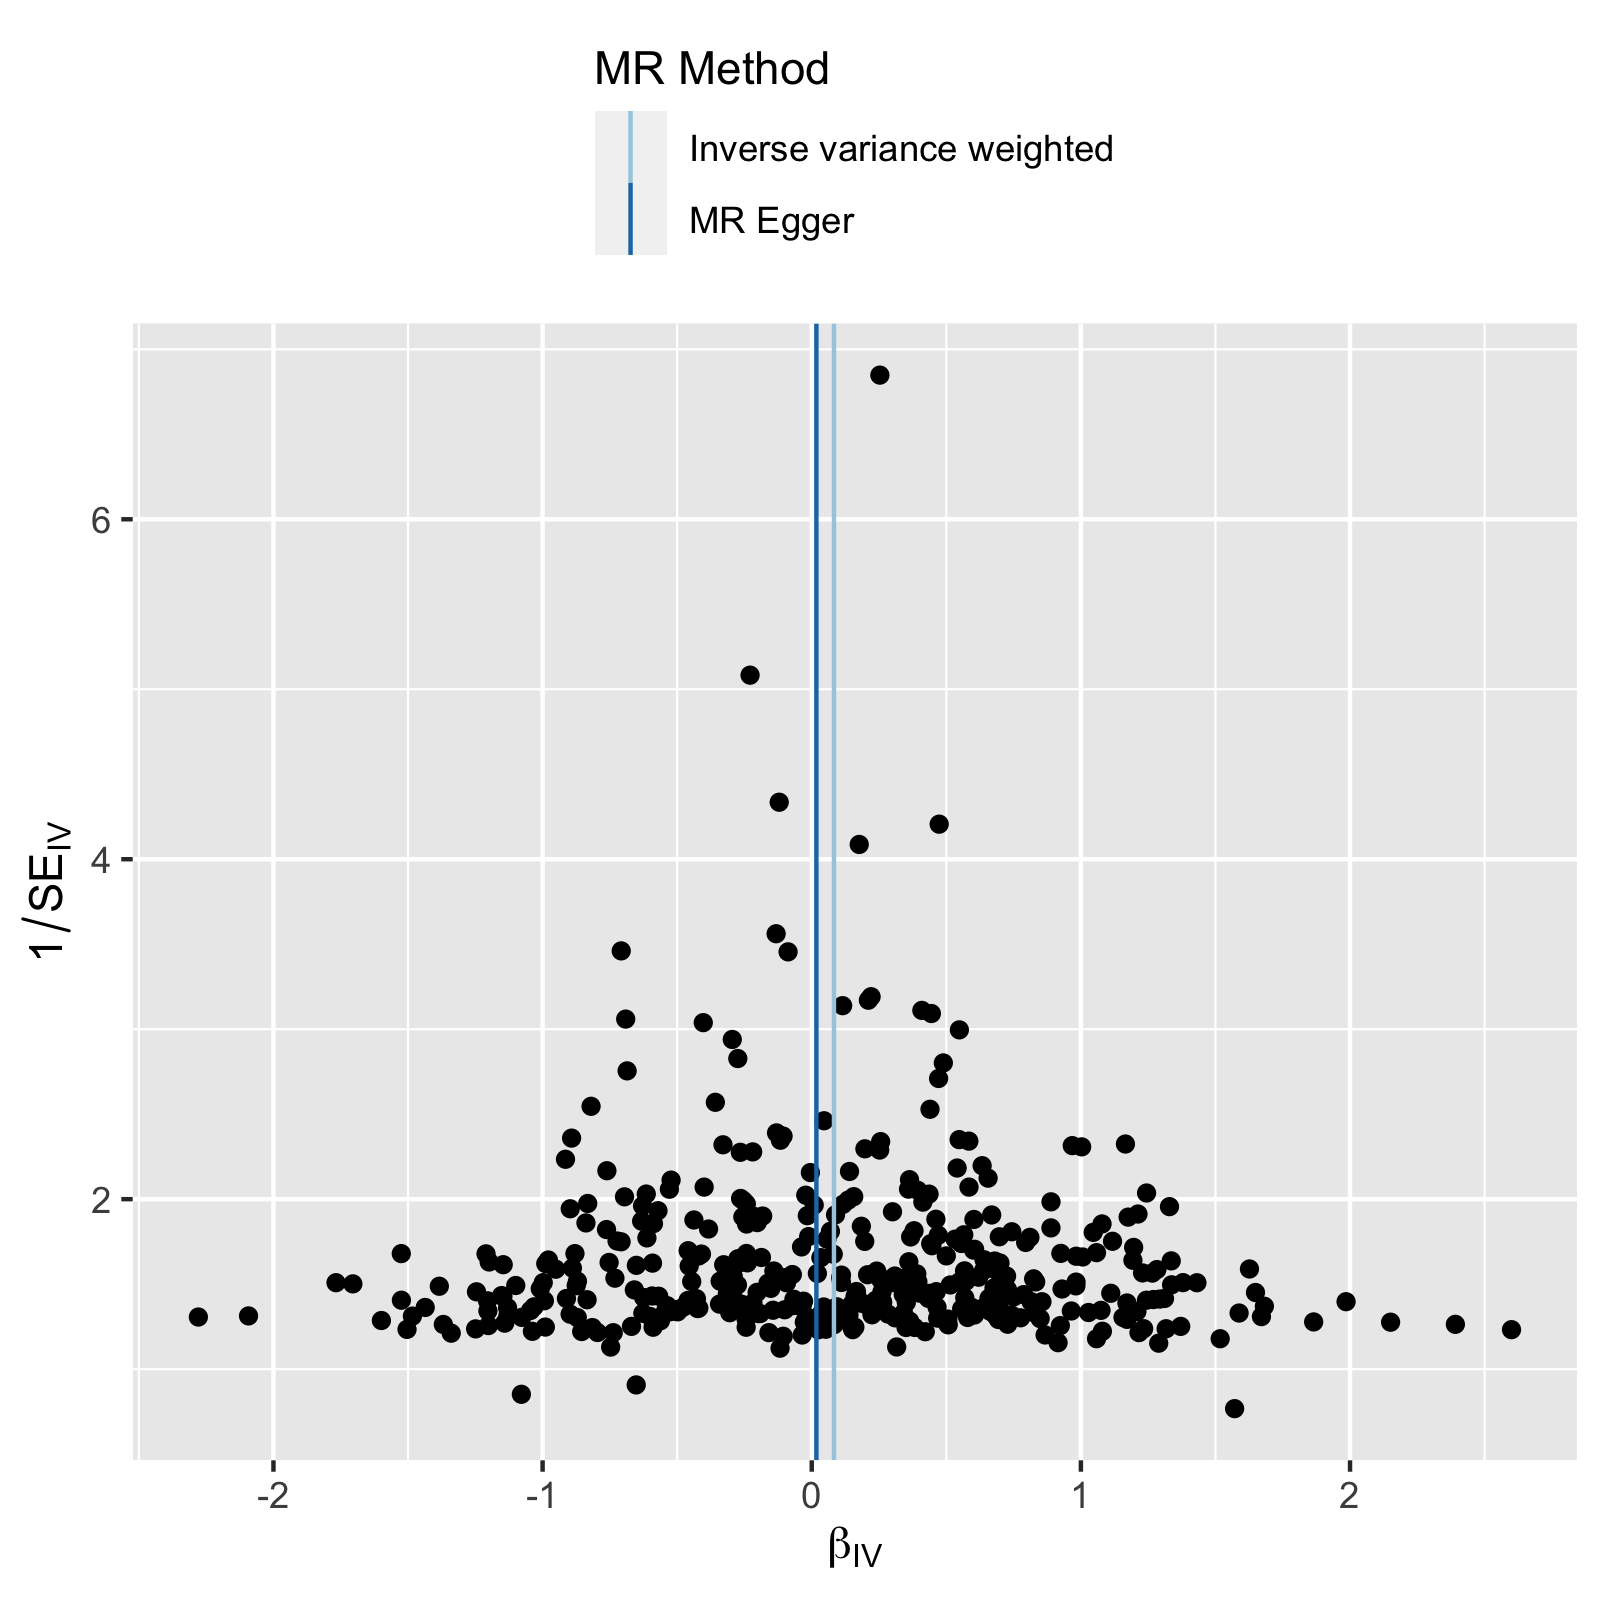 MR Method
Inverse variance weighted
MR Egger
6
4
2
1/SE_IV
-2
-1
0
1
2
β_IV